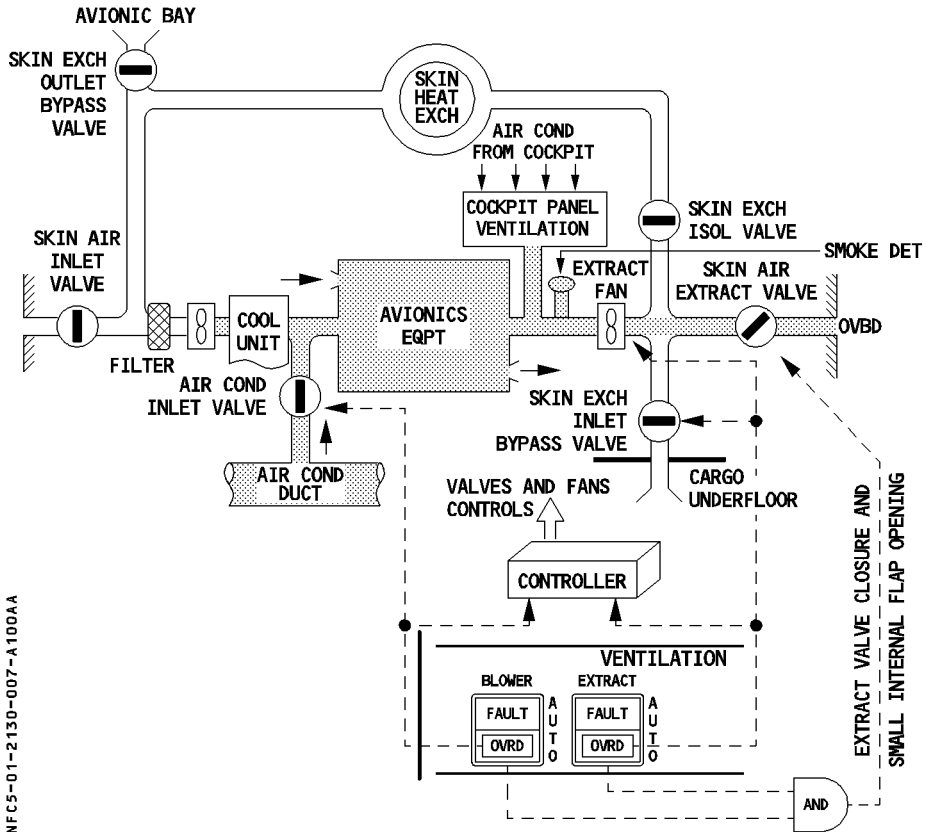 AVIONIC BAY
SKIN EXCH
OUTLET
BYPASS
VALVE
SKIN
HEAT
EXCH
AIR COND
FROM COCKPIT
COCKPIT PANEL
VENTILATION
SKIN EXCH
ISOL VALVE
SMOKE DET
SKIN AIR
INLET
VALVE
EXTRACT
FAN
SKIN AIR
EXTRACT VALVE
COOL
UNIT
AVIONICS
EQPT
OVBD
FILTER
AIR COND
INLET VALVE
SKIN EXCH
INLET
BYPASS VALVE
AIR COND
DUCT
CARGO
UNDERFLOOR
VALVES AND FANS
CONTROLS
CONTROLLER
EXTRACT VALVE CLOSURE AND
SMALL INTERNAL FLAP OPENING
VENTILATION
BLOWER
FAULT
OVRD
AUTO
EXTRACT
FAULT
OVRD
AUTO
AND
NFC5-01-2130-007-A100AA